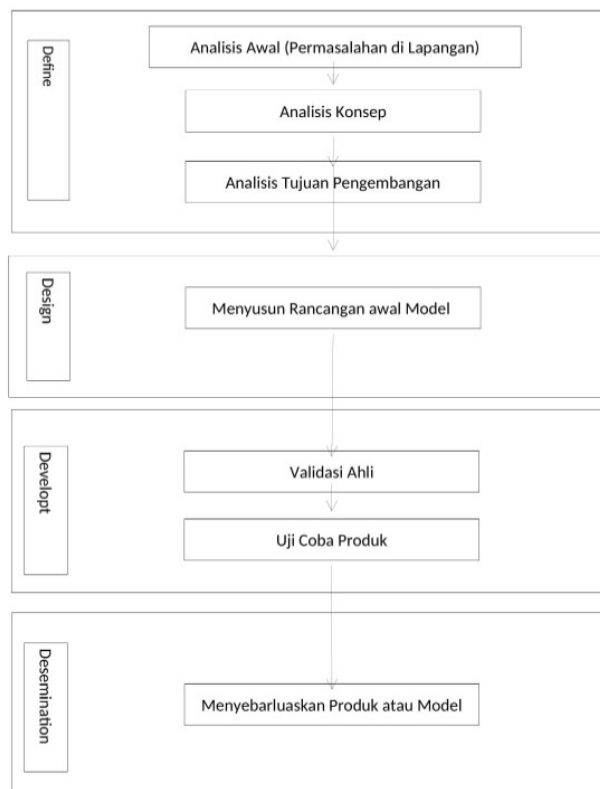 Define
Analisis Awal (Permasalahan di Lapangan)
Analisis Konsep
Analisis Tujuan Pengembangan
Design
Menyusun Rancangan awal Model
Developt
Validasi Ahli
Uji Coba Produk
Desemination
Menyebarluaskan Produk atau Model